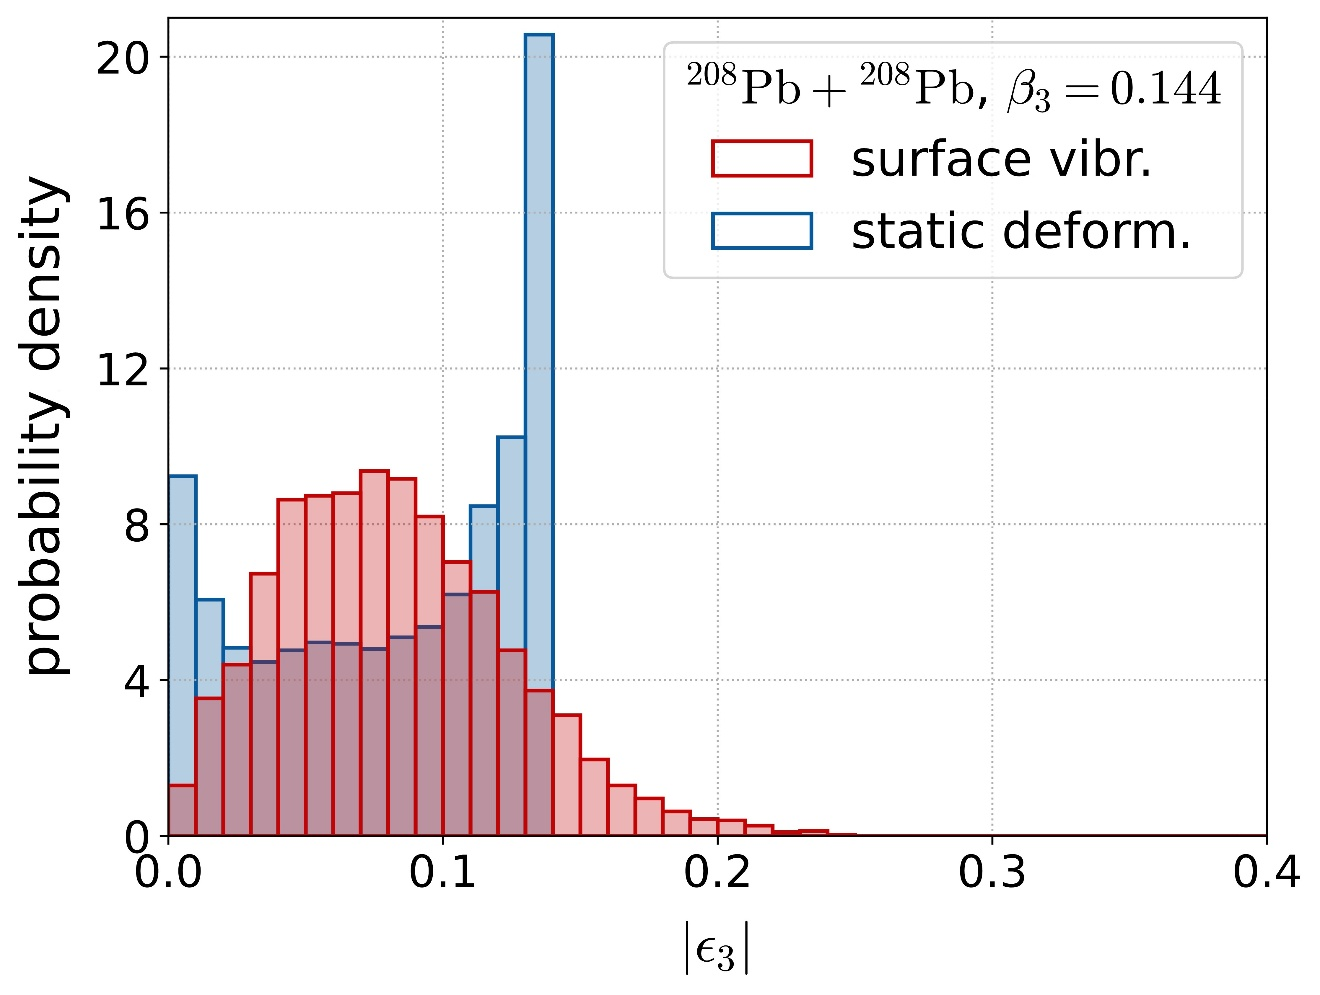 20
16
12
8
4
0
probability density
²⁰⁸Pb + ²⁰⁸Pb, β₃ = 0.144
surface vibr.
static deform.
0.0 0.1 0.2 0.3 0.4
|ϵ₃|